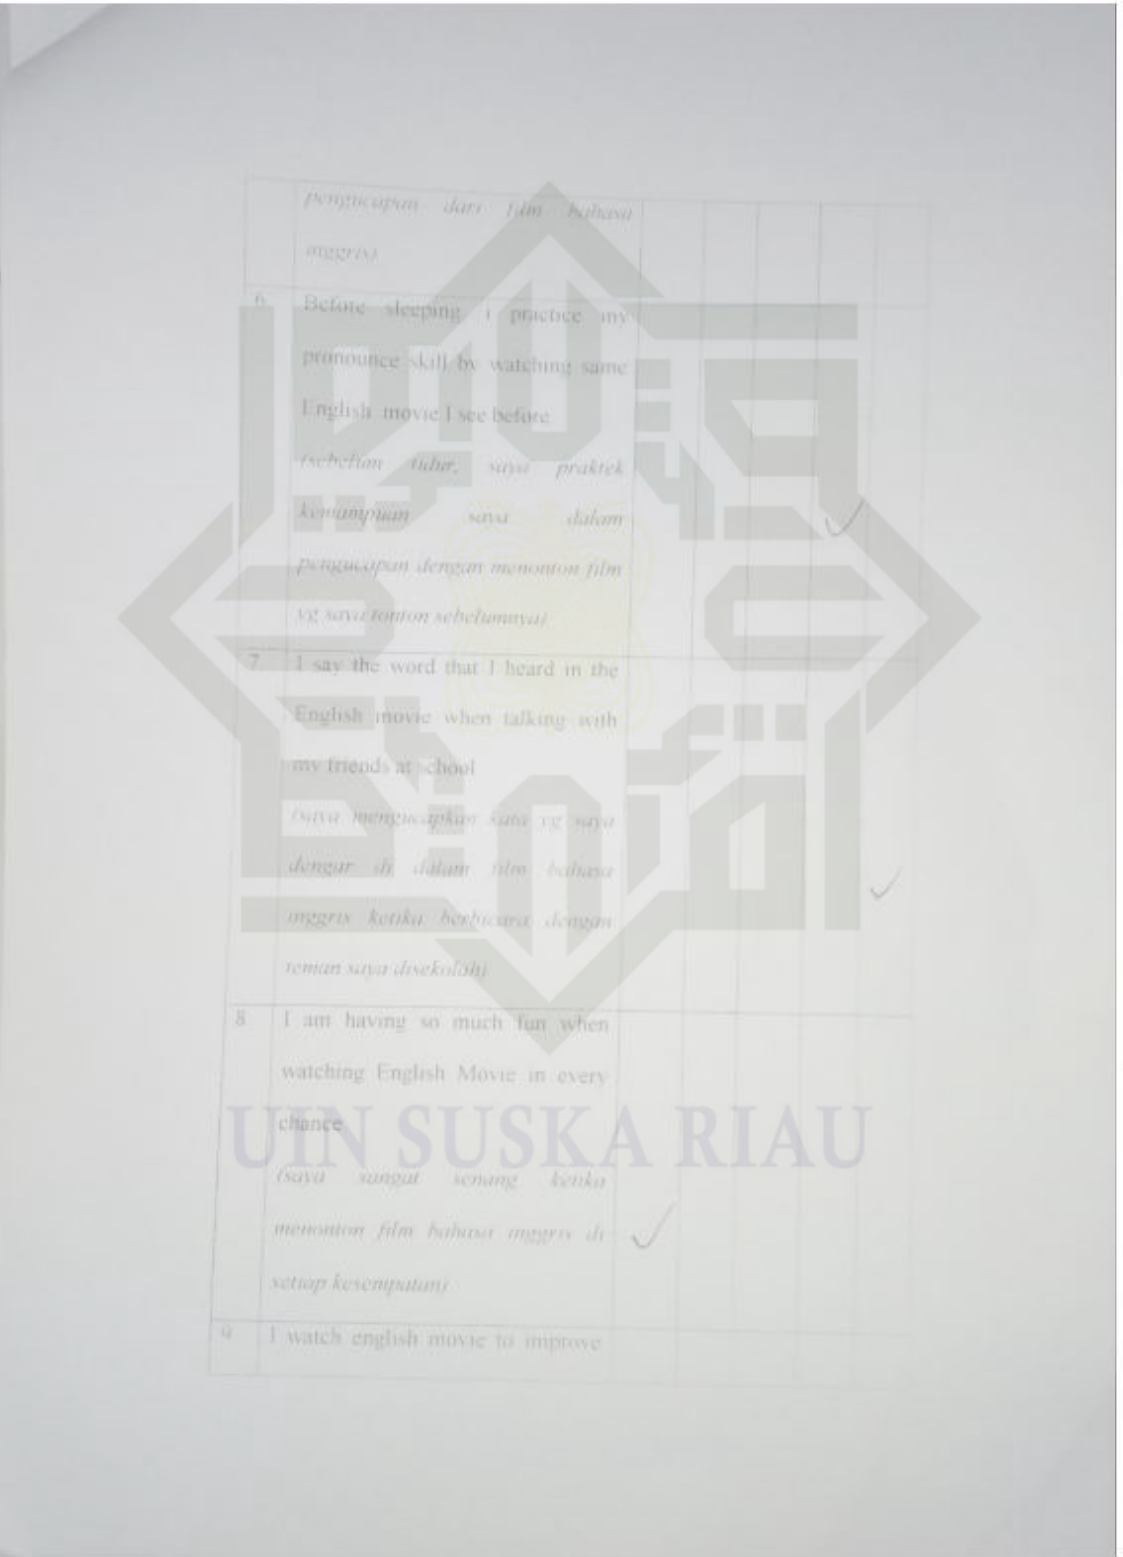 pengucapan dari film bahasa
inggris)
6 Before sleeping i practice my
pronounce skill by watching same
English movie I see before
(sebelum tidur, saya praktek
kemampuan saya dalam
pengucapan dengan menonton film
yg saya tonton sebelumnya)
7 I say the word that I heard in the
English movie when talking with
my friends at school
(saya mengucapkan kata yg saya
dengar di dalam film bahasa
inggris ketika berbicara dengan
teman saya disekolah)
8 I am having so much fun when
watching English Movie in every
chance
UIN SUSKA RIAU
(saya sangat senang ketika
menonton film bahasa inggris di
setiap kesempatan)
9 I watch english movie to improve